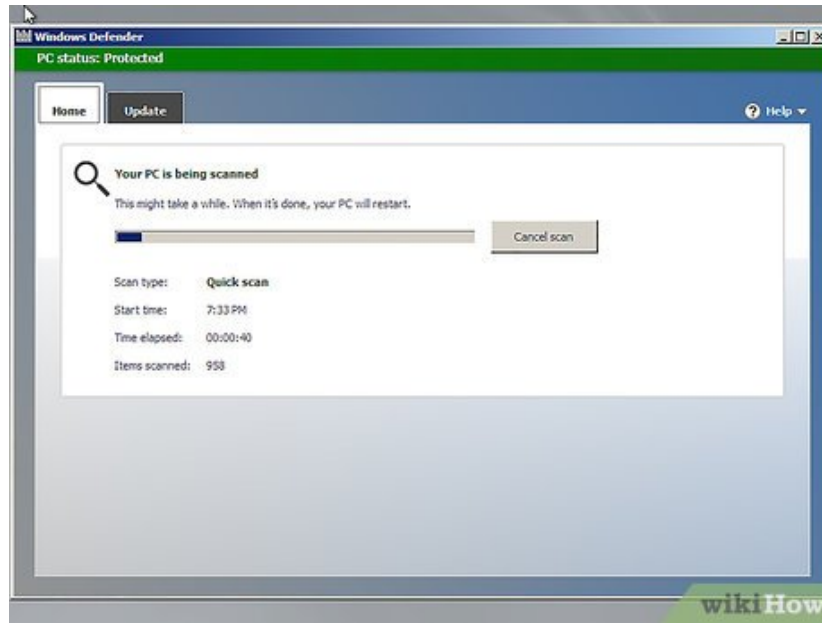 Windows Defender
PC status: Protected
Home Update Help
Your PC is being scanned
This might take a while. When it's done, your PC will restart.
Cancel scan
Scan type: Quick scan
Start time: 7:33 PM
Time elapsed: 00:00:40
Items scanned: 958
wikiHow